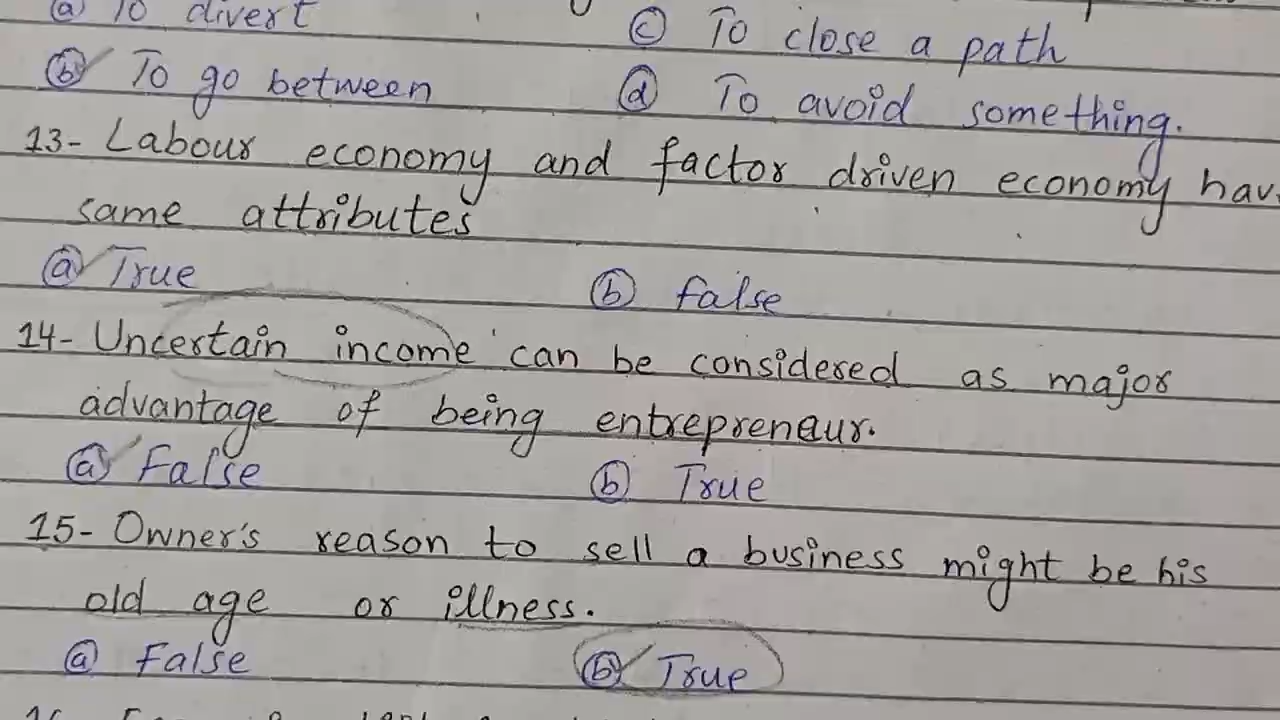 (a) To divert
(c) To close a path
(b) To go between
(d) To avoid something.
13- Labour economy and factor driven economy hav
same attributes
(a) True (b) false
14- Uncertain income can be considered as major
advantage of being entrepreneur.
(a) False (b) True
15- Owner's reason to sell a business might be his
old age or illness.
(a) False (b) True